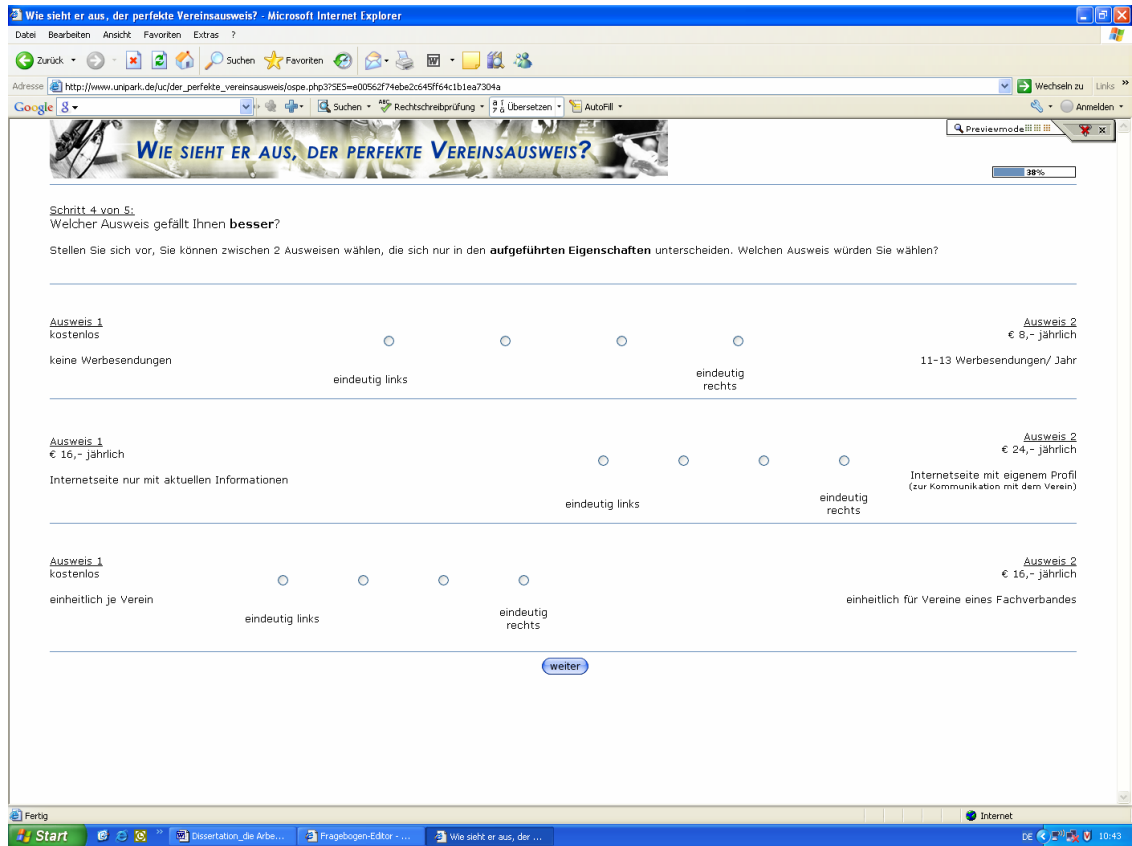 Wie sieht er aus, der perfekte Vereinsausweis? - Microsoft Internet Explorer
Datei Bearbeiten Ansicht Favoriten Extras ?
Zurück Suchen Favoriten
Adresse http://www.unipark.de/uc/der_perfekte_vereinsausweis/ospe.php3?SES=e00562f74ebe2c645ff64c1b1ea7304a Wechseln zu Links »
Google Suchen Rechtschreibprüfung Übersetzen AutoFill Anmelden
WIE SIEHT ER AUS, DER PERFEKTE VEREINSAUSWEIS?
Previewmode x
38%
Schritt 4 von 5:
Welcher Ausweis gefällt Ihnen besser?
Stellen Sie sich vor, Sie können zwischen 2 Ausweisen wählen, die sich nur in den aufgeführten Eigenschaften unterscheiden. Welchen Ausweis würden Sie wählen?
Ausweis 1 Ausweis 2
kostenlos € 8,- jährlich
keine Werbesendungen 11-13 Werbesendungen/ Jahr
eindeutig links eindeutig
rechts
Ausweis 1 Ausweis 2
€ 16,- jährlich € 24,- jährlich
Internetseite nur mit aktuellen Informationen Internetseite mit eigenem Profil
(zur Kommunikation mit dem Verein)
eindeutig links eindeutig
rechts
Ausweis 1 Ausweis 2
kostenlos € 16,- jährlich
einheitlich je Verein einheitlich für Vereine eines Fachverbandes
eindeutig links eindeutig
rechts
weiter
Fertig Internet
Start » Dissertation_die Arbe... Fragebogen-Editor - ... Wie sieht er aus, der ... DE 10:43